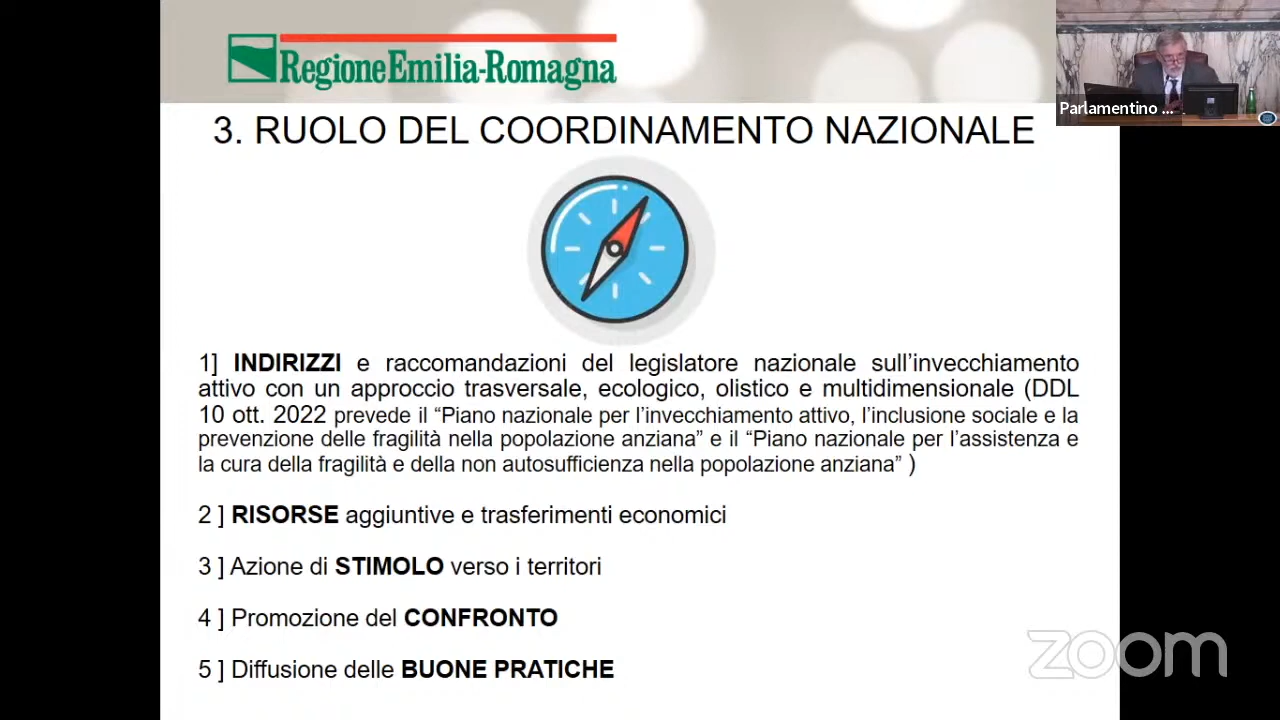 RegioneEmilia-Romagna
Parlamentino ...
3. RUOLO DEL COORDINAMENTO NAZIONALE
1] INDIRIZZI e raccomandazioni del legislatore nazionale sull'invecchiamento
attivo con un approccio trasversale, ecologico, olistico e multidimensionale (DDL
10 ott. 2022 prevede il “Piano nazionale per l'invecchiamento attivo, l'inclusione sociale e la
prevenzione delle fragilità nella popolazione anziana” e il “Piano nazionale per l'assistenza e
la cura della fragilità e della non autosufficienza nella popolazione anziana” )
2 ] RISORSE aggiuntive e trasferimenti economici
3 ] Azione di STIMOLO verso i territori
4 ] Promozione del CONFRONTO
5 ] Diffusione delle BUONE PRATICHE
zoom